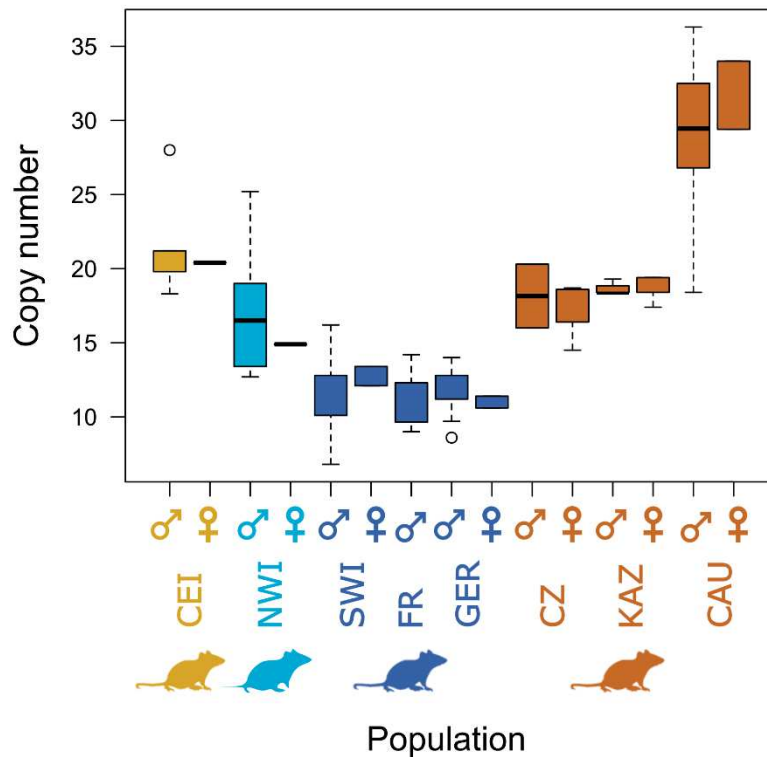 Copy number
35
30
25
20
15
10
♂ ♀ ♂ ♀ ♂ ♀ ♂ ♂ ♀ ♂ ♀ ♂ ♀ ♂ ♀
CEI NWI SWI FR GER CZ KAZ CAU
Population